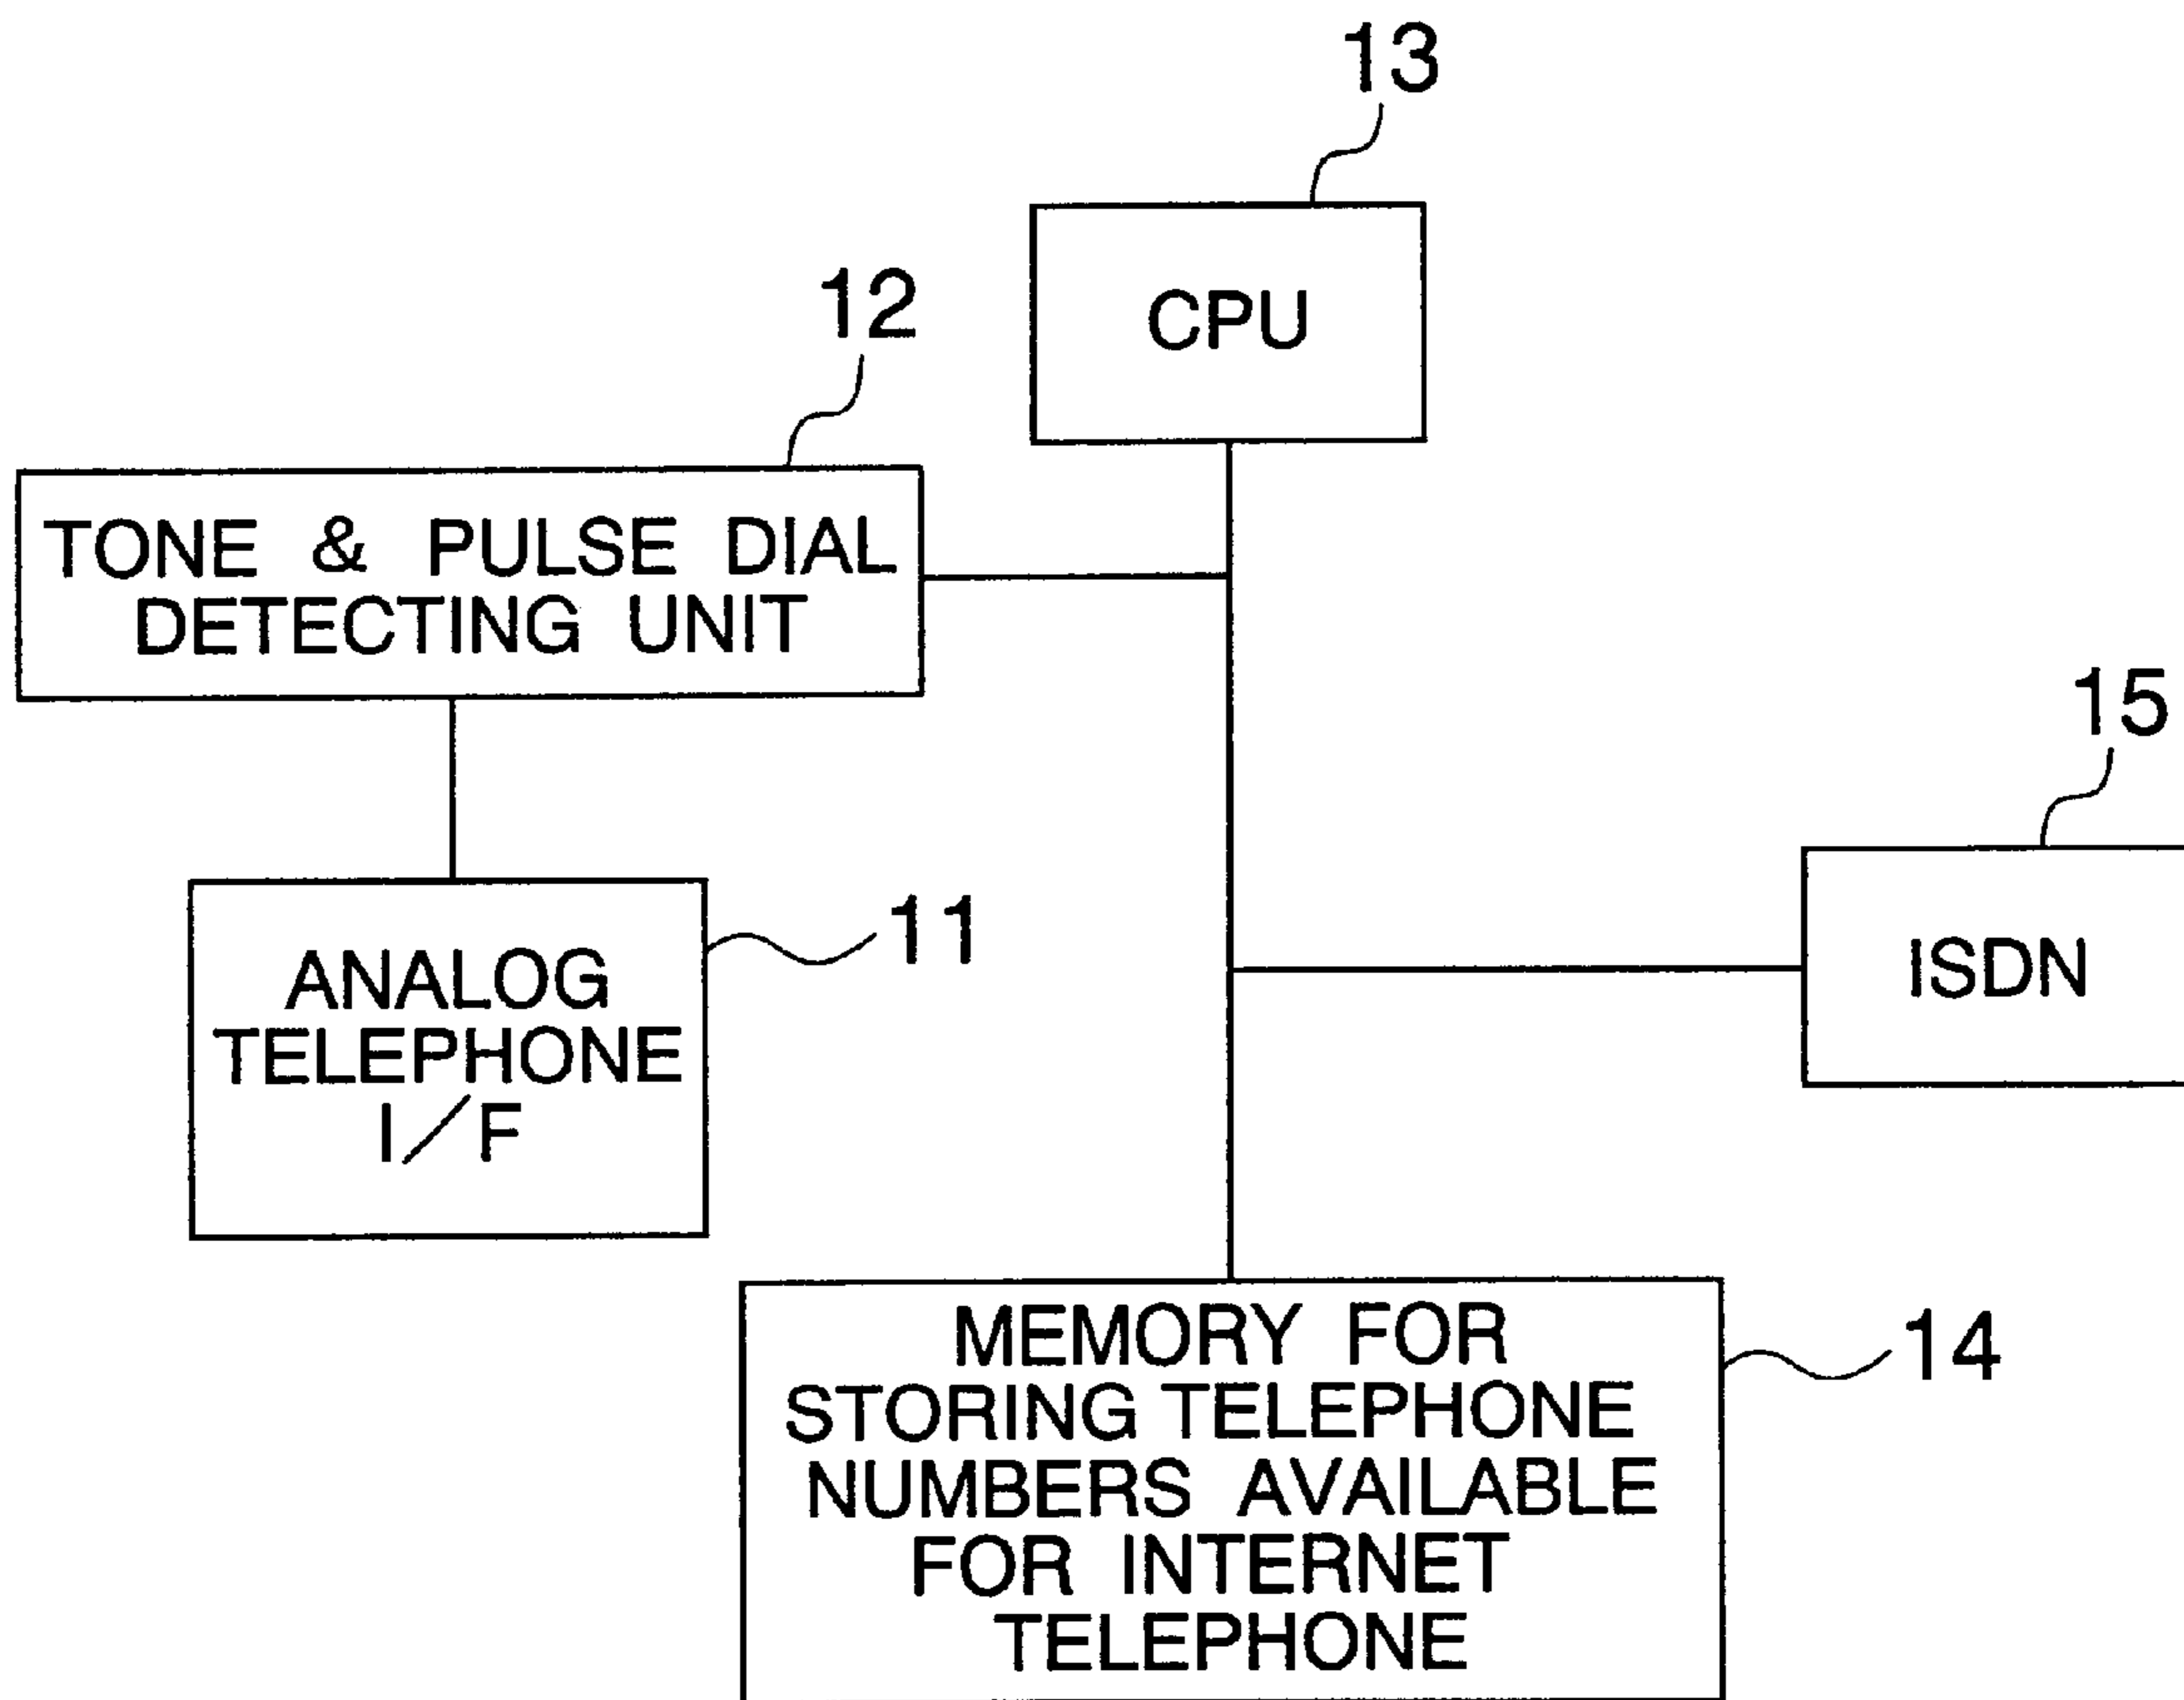 13
CPU
12
TONE & PULSE DIAL
DETECTING UNIT
15
ISDN
11
ANALOG
TELEPHONE
I/F
14
MEMORY FOR
STORING TELEPHONE
NUMBERS AVAILABLE
FOR INTERNET
TELEPHONE